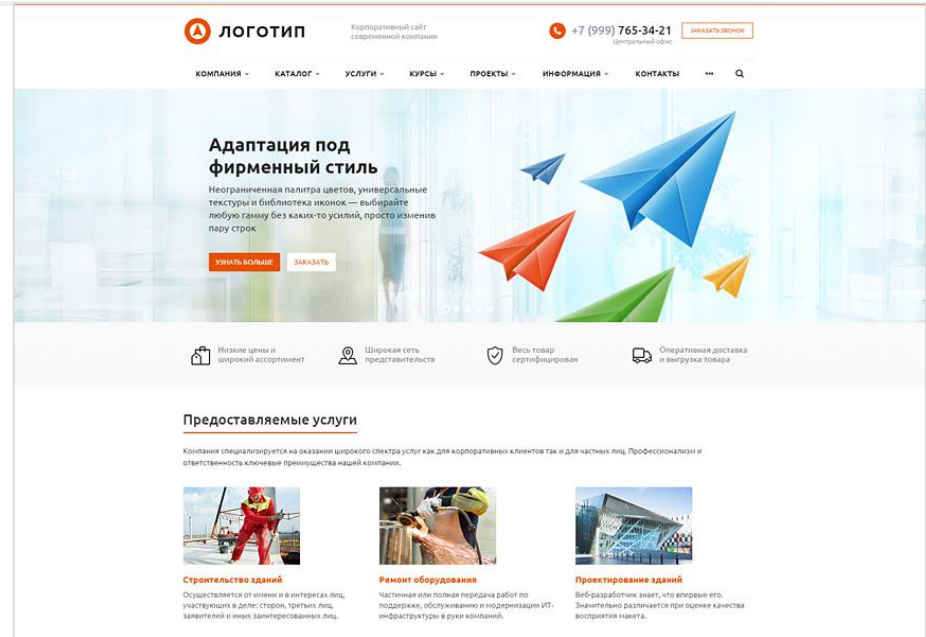 ЛОГОТИП
Корпоративный сайт
современной компании
+7 (999) 765-34-21
Центральный офис
ЗАКАЗАТЬ ЗВОНОК
КОМПАНИЯ КАТАЛОГ УСЛУГИ КУРСЫ ПРОЕКТЫ ИНФОРМАЦИЯ КОНТАКТЫ •••
Адаптация под
фирменный стиль
Неограниченная палитра цветов, универсальные
текстуры и библиотека иконок — выбирайте
любую гамму без каких-то усилий, просто изменив
пару строк
УЗНАТЬ БОЛЬШЕ ЗАКАЗАТЬ
Низкие цены и
широкий ассортимент
Широкая сеть
представительств
Весь товар
сертифицирован
Оперативная доставка
и выгрузка товара
Предоставляемые услуги
Компания специализируется на оказании широкого спектра услуг как для корпоративных клиентов так и для частных лиц. Профессионализм и
ответственность ключевые преимущества нашей компании.
Строительство зданий
Осуществляется от имени и в интересах лиц,
участвующих в деле: сторон, третьих лиц,
заявителей и иных заинтересованных лиц.
Ремонт оборудования
Частичная или полная передача работ по
поддержке, обслуживанию и модернизации ИТ-
инфраструктуры в руки компаний.
Проектирование зданий
Веб-разработчик знает, что впервые его.
Значительно различается при оценке качества
восприятия макета.